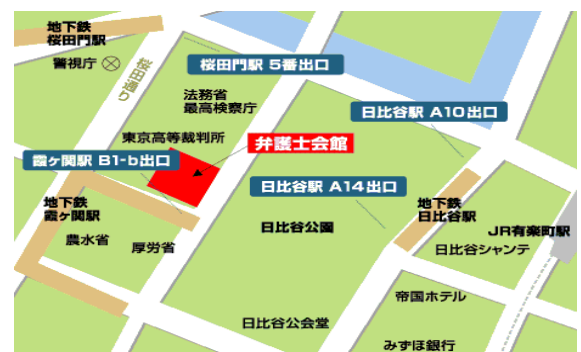 地下鉄
桜田門駅
警視庁
桜田通り
桜田門駅 5番出口
法務省
最高検察庁
日比谷駅 A10出口
東京高等裁判所
弁護士会館
霞ヶ関駅 B1-b出口
日比谷駅 A14出口
地下鉄
霞ヶ関駅
地下鉄
日比谷駅
日比谷公園
JR有楽町駅
農水省
厚労省
日比谷シャンテ
帝国ホテル
日比谷公会堂
みずほ銀行